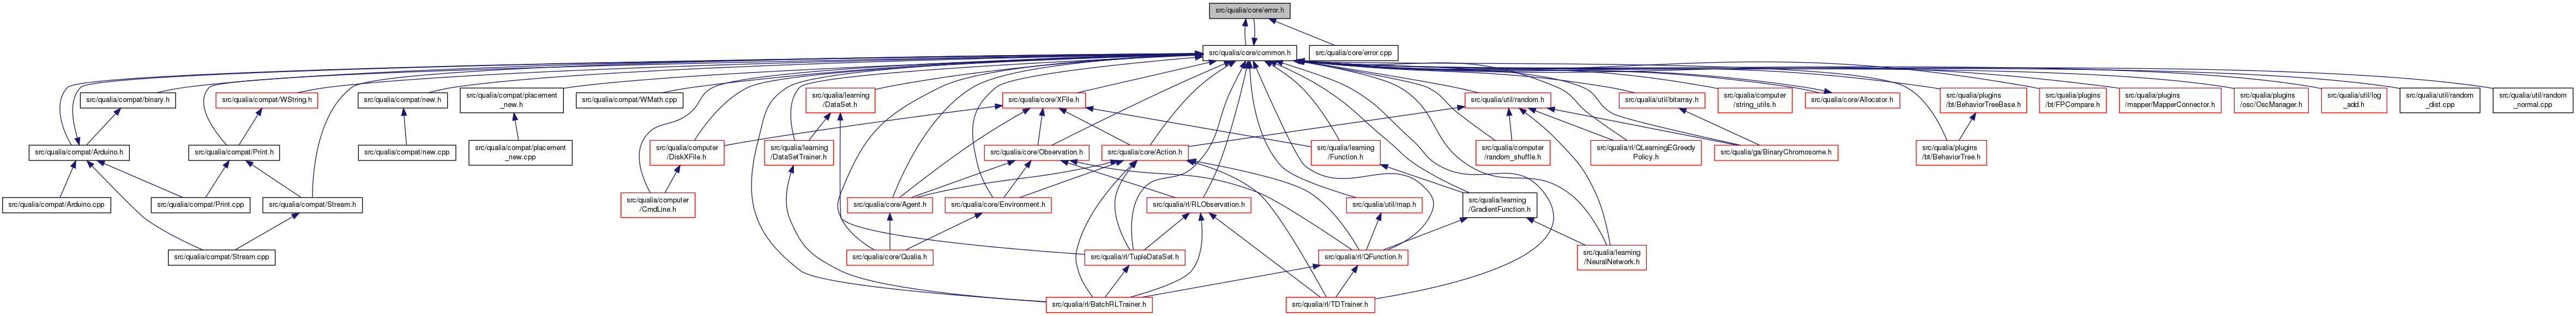 src/qualia/core/error.h
src/qualia/core/common.h
src/qualia/core/error.cpp
src/qualia/compat/binary.h
src/qualia/compat/WString.h
src/qualia/compat/new.h
src/qualia/compat/placement
_new.h
src/qualia/compat/WMath.cpp
src/qualia/learning
/DataSet.h
src/qualia/core/XFile.h
src/qualia/util/random.h
src/qualia/util/bitarray.h
src/qualia/computer
/string_utils.h
src/qualia/core/Allocator.h
src/qualia/plugins
/bt/BehaviorTreeBase.h
src/qualia/plugins
/bt/FPCompare.h
src/qualia/plugins
/mapper/MapperConnector.h
src/qualia/plugins
/osc/OscManager.h
src/qualia/util/log
_add.h
src/qualia/util/random
_dist.cpp
src/qualia/util/random
_normal.cpp
src/qualia/compat/Arduino.h
src/qualia/compat/Print.h
src/qualia/compat/new.cpp
src/qualia/compat/placement
_new.cpp
src/qualia/computer
/DiskXFile.h
src/qualia/learning
/DataSetTrainer.h
src/qualia/core/Observation.h
src/qualia/core/Action.h
src/qualia/computer
/random_shuffle.h
src/qualia/learning
/Function.h
src/qualia/rl/QLearningEGreedy
Policy.h
src/qualia/ga/BinaryChromosome.h
src/qualia/plugins
/bt/BehaviorTree.h
src/qualia/compat/Arduino.cpp
src/qualia/compat/Print.cpp
src/qualia/compat/Stream.h
src/qualia/computer
/CmdLine.h
src/qualia/core/Agent.h
src/qualia/core/Environment.h
src/qualia/rl/RLObservation.h
src/qualia/util/map.h
src/qualia/learning
/GradientFunction.h
src/qualia/compat/Stream.cpp
src/qualia/core/Qualia.h
src/qualia/rl/TupleDataSet.h
src/qualia/rl/QFunction.h
src/qualia/learning
/NeuralNetwork.h
src/qualia/rl/BatchRLTrainer.h
src/qualia/rl/TDTrainer.h